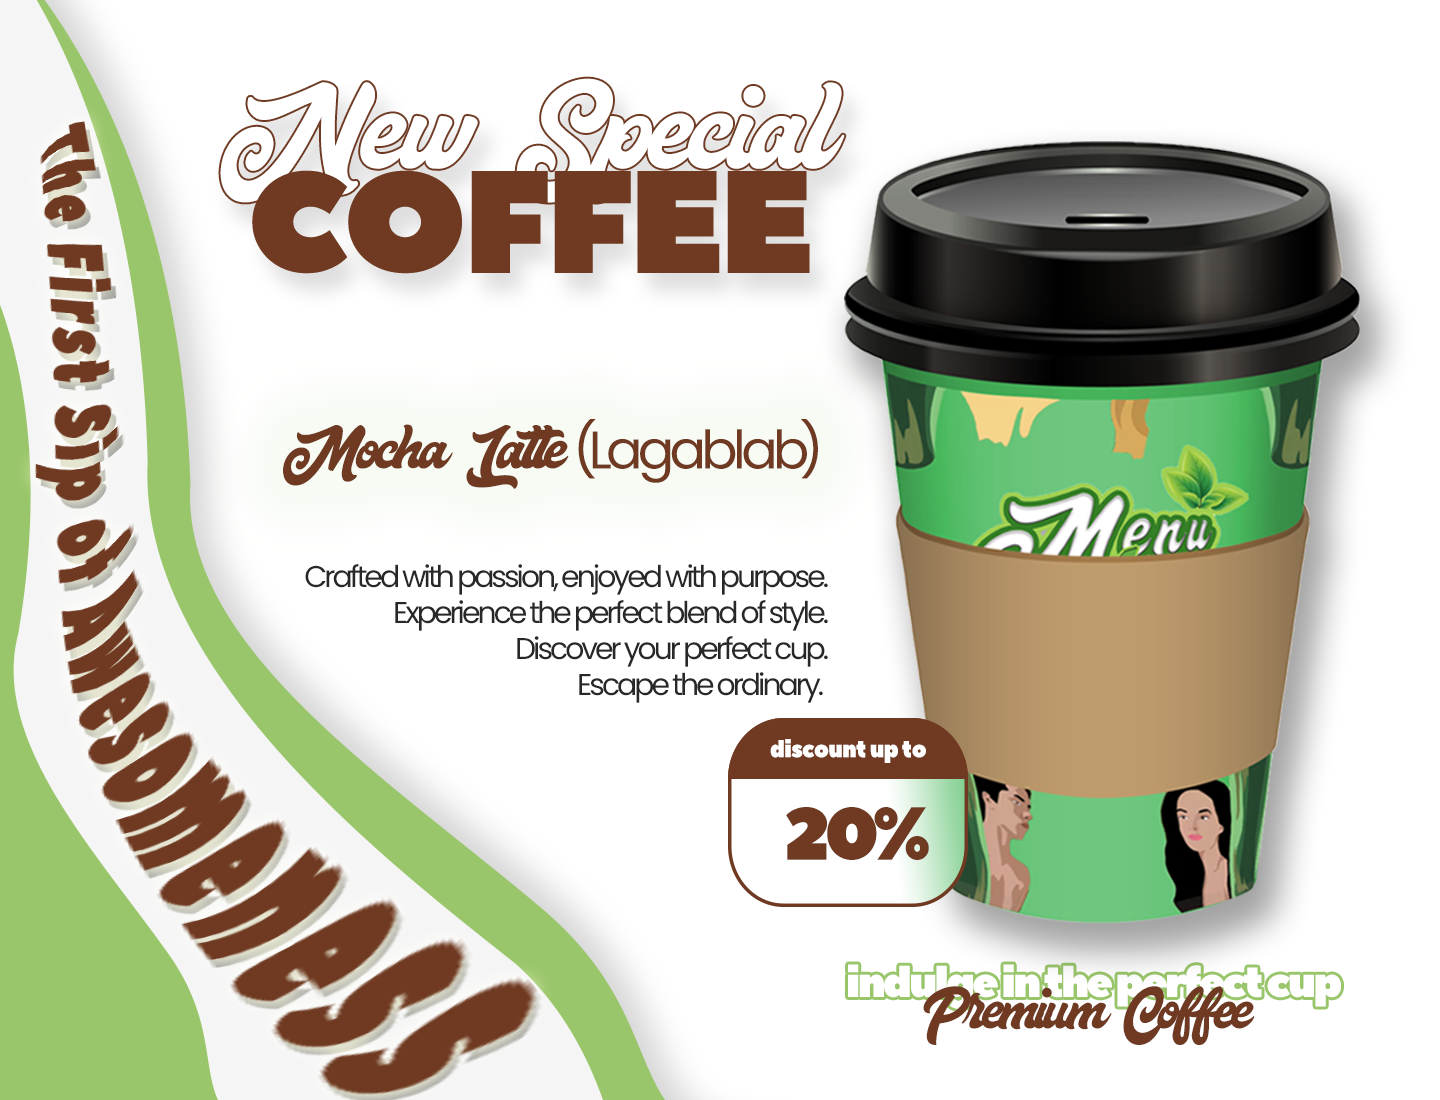 The First Sip of Awesomeness
New Special
COFFEE
Mocha Latte (Lagablab)
Crafted with passion, enjoyed with purpose.
Experience the perfect blend of style.
Discover your perfect cup.
Escape the ordinary.
Menu
discount up to
20%
indulge in the perfect cup
Premium Coffee